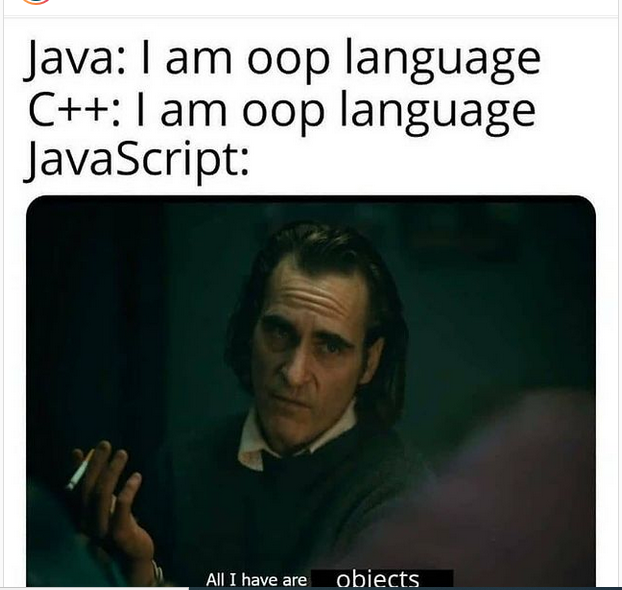 Java: I am oop language
C++: I am oop language
JavaScript:
All I have are objects